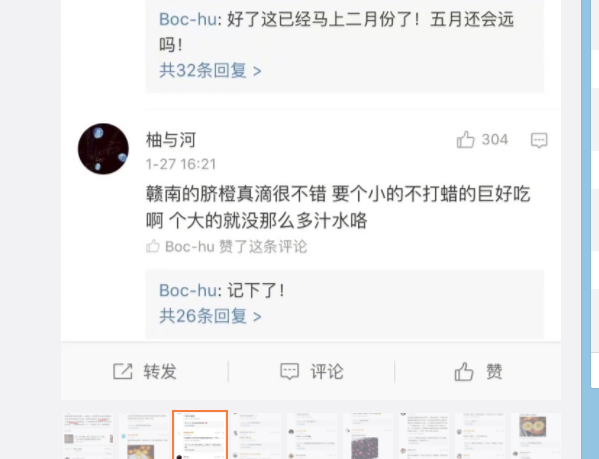 Boc-hu: 好了这已经马上二月份了！五月还会远
吗！
共32条回复 >
柚与河
304
1-27 16:21
赣南的脐橙真滴很不错 要个小的不打蜡的巨好吃
啊 个大的就没那么多汁水咯
Boc-hu 赞了这条评论
Boc-hu: 记下了！
共26条回复 >
转发
评论
赞